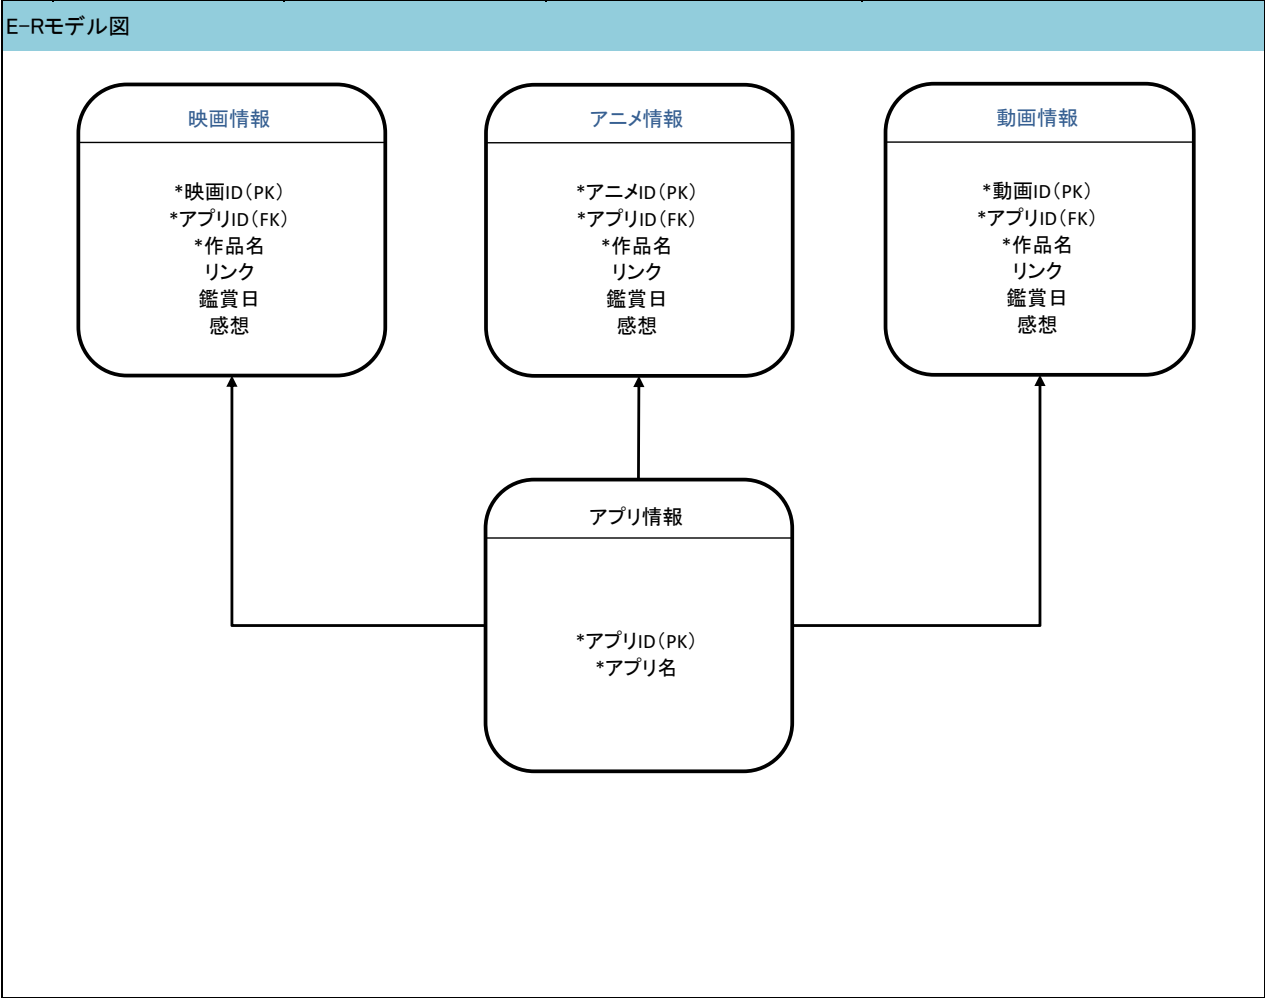 E-Rモデル図
映画情報
*映画ID(PK)
*アプリID(FK)
*作品名
リンク
鑑賞日
感想
アニメ情報
*アニメID(PK)
*アプリID(FK)
*作品名
リンク
鑑賞日
感想
動画情報
*動画ID(PK)
*アプリID(FK)
*作品名
リンク
鑑賞日
感想
アプリ情報
*アプリID(PK)
*アプリ名